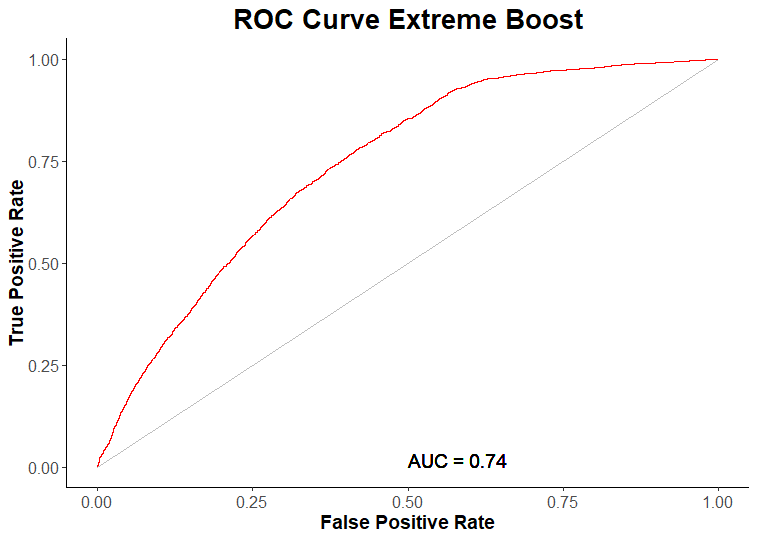 ROC Curve Extreme Boost
1.00
0.75
0.50
0.25
0.00
True Positive Rate
AUC = 0.74
0.00 0.25 0.50 0.75 1.00
False Positive Rate